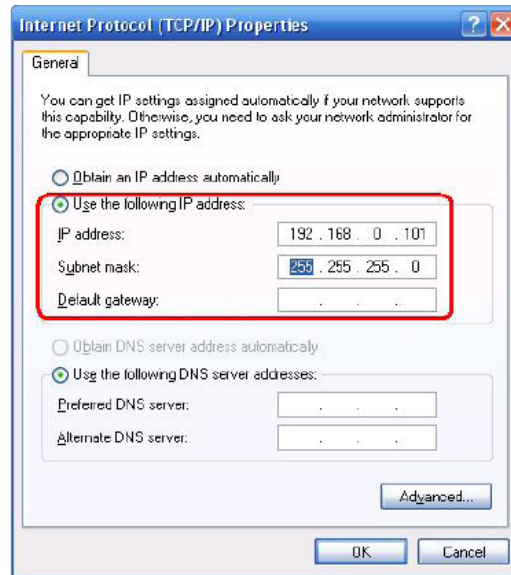 Internet Protocol (TCP/IP) Properties
General
You can get IP settings assigned automatically if your network supports
this capability. Otherwise, you need to ask your network administrator for
the appropriate IP settings.
Obtain an IP address automatically
Use the following IP address:
IP address: 192 . 168 . 0 . 101
Subnet mask: 255 . 255 . 255 . 0
Default gateway: . . .
Obtain DNS server address automatically
Use the following DNS server addresses:
Preferred DNS server: . . .
Alternate DNS server: . . .
Advanced...
OK Cancel